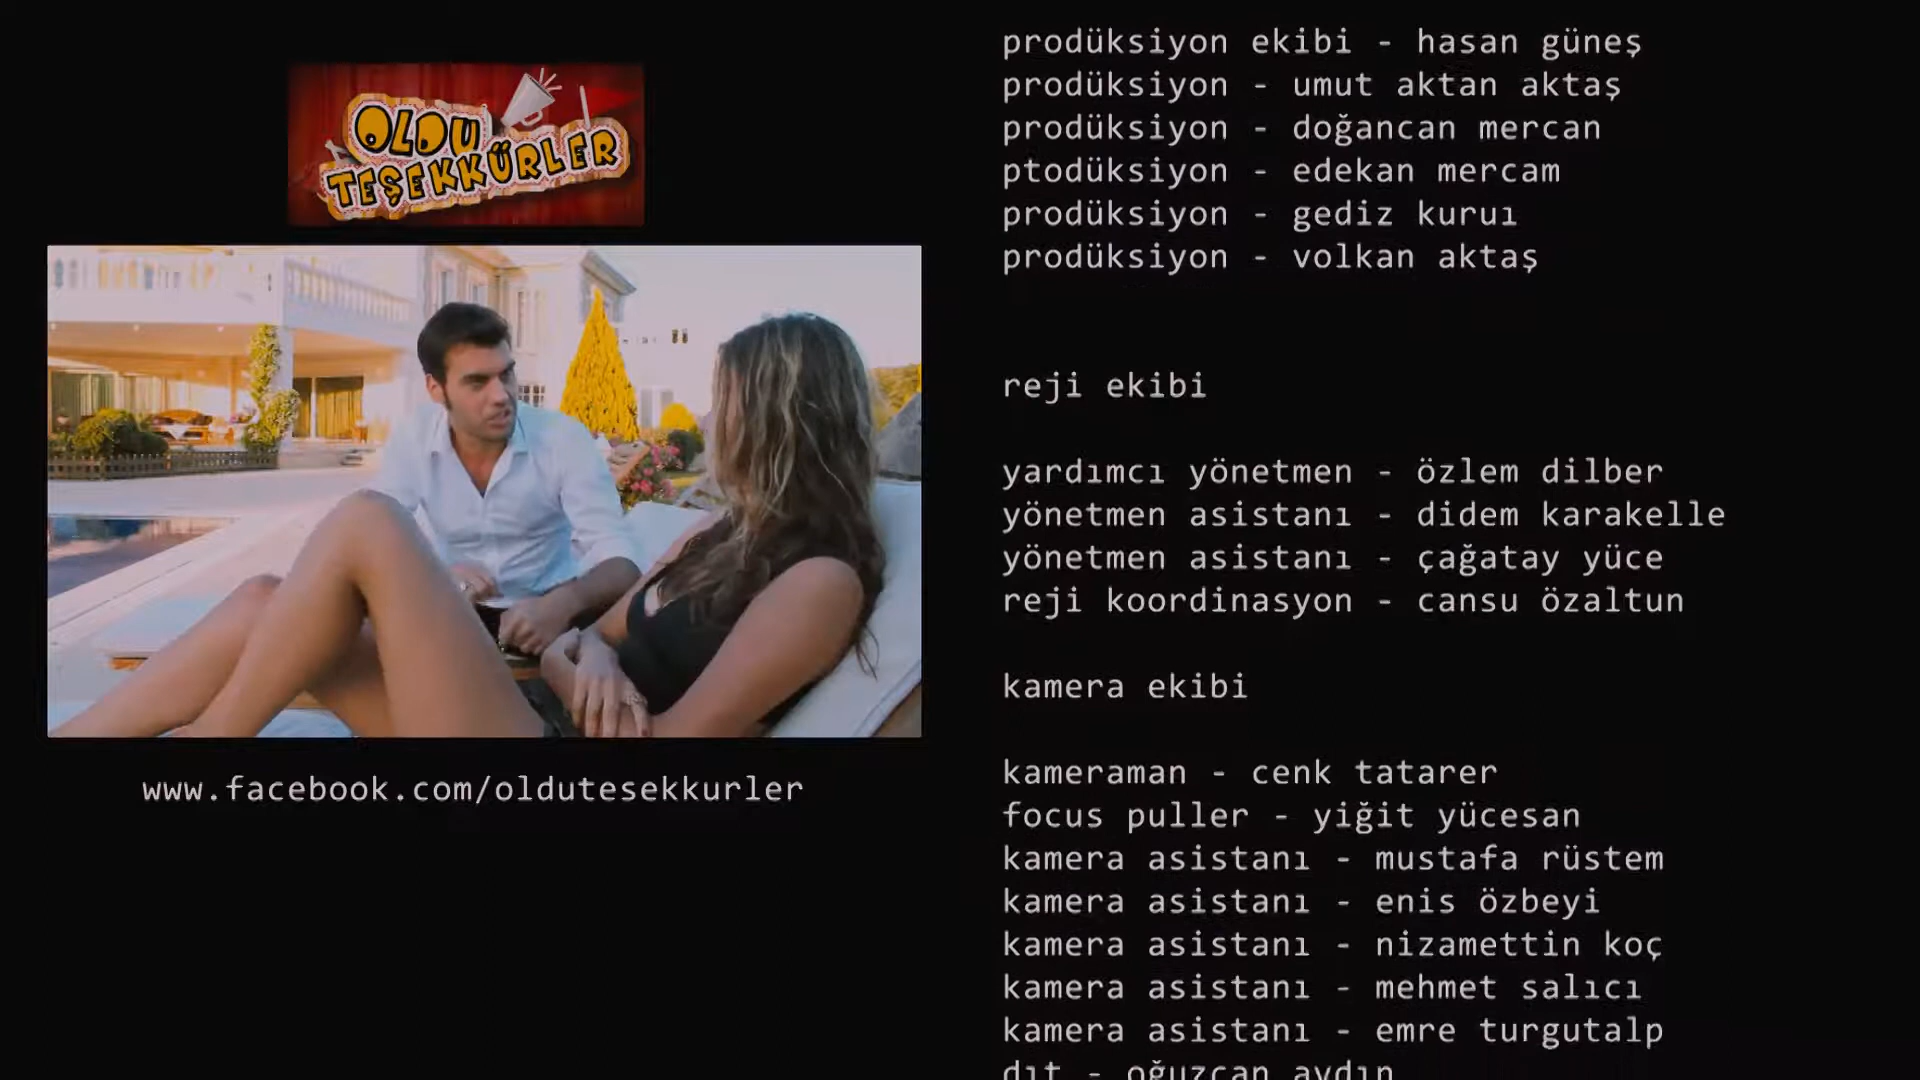 OLDU
TEŞEKKÜRLER
www.facebook.com/oldutesekkurler
prodüksiyon ekibi - hasan güneş
prodüksiyon - umut aktan aktaş
prodüksiyon - doğancan mercan
ptodüksiyon - edekan mercam
prodüksiyon - gediz kuruı
prodüksiyon - volkan aktaş
reji ekibi
yardımcı yönetmen - özlem dilber
yönetmen asistanı - didem karakelle
yönetmen asistanı - çağatay yüce
reji koordinasyon - cansu özaltun
kamera ekibi
kameraman - cenk tatarer
focus puller - yiğit yücesan
kamera asistanı - mustafa rüstem
kamera asistanı - enis özbeyi
kamera asistanı - nizamettin koç
kamera asistanı - mehmet salıcı
kamera asistanı - emre turgutalp
dıt - oğuzcan aydın